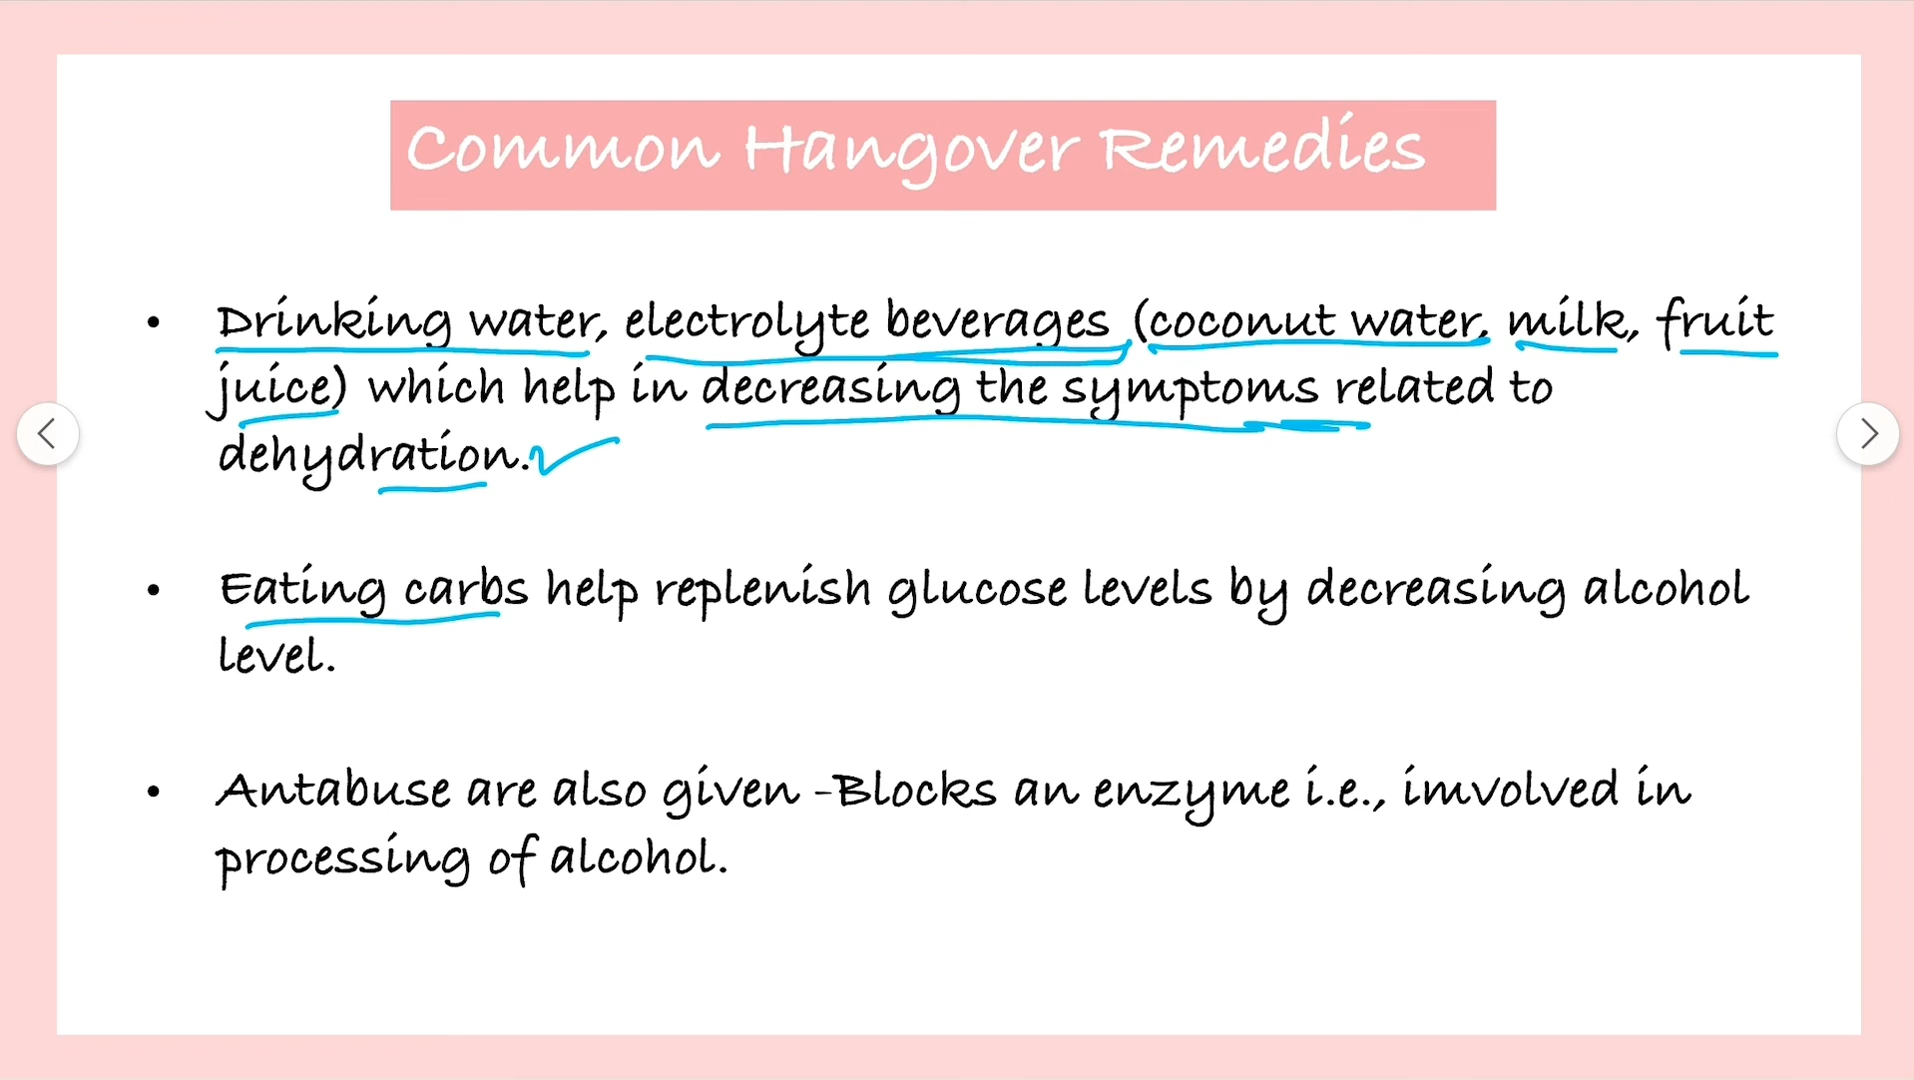 Common Hangover Remedies
• Drinking water, electrolyte beverages (coconut water, milk, fruit
juice) which help in decreasing the symptoms related to
dehydration.
• Eating carbs help replenish glucose levels by decreasing alcohol
level.
• Antabuse are also given -Blocks an enzyme i.e., imvolved in
processing of alcohol.